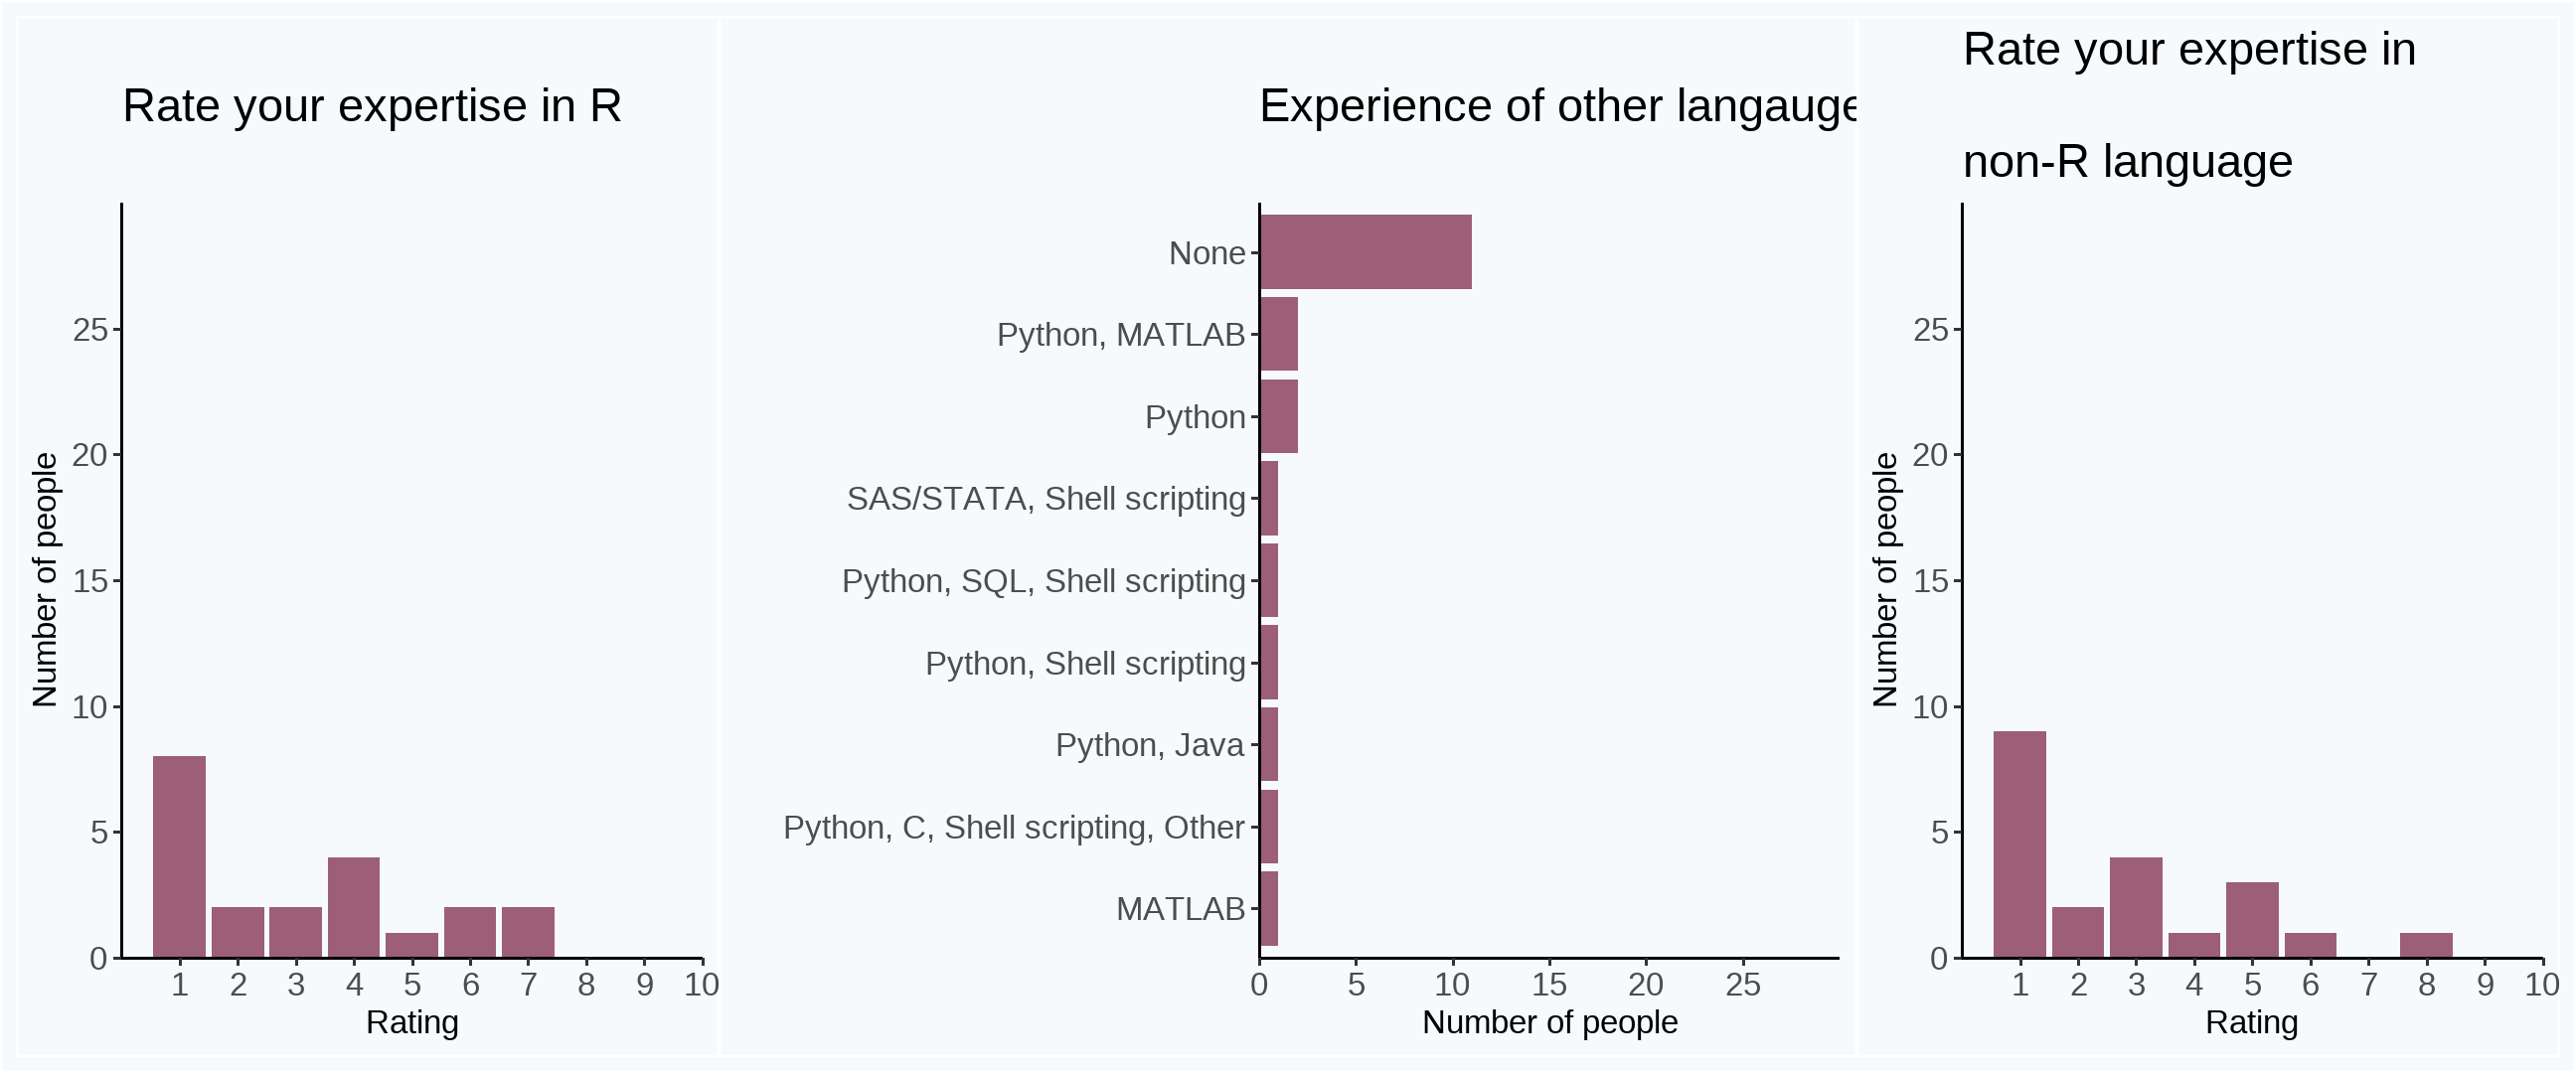 Rate your expertise in R
25
20
15
10
5
0
Number of people
1 2 3 4 5 6 7 8 9 10
Rating
Experience of other langauge
None
Python, MATLAB
Python
SAS/STATA, Shell scripting
Python, SQL, Shell scripting
Python, Shell scripting
Python, Java
Python, C, Shell scripting, Other
MATLAB
0 5 10 15 20 25
Number of people
Rate your expertise in
non-R language
25
20
15
10
5
0
Number of people
1 2 3 4 5 6 7 8 9 10
Rating